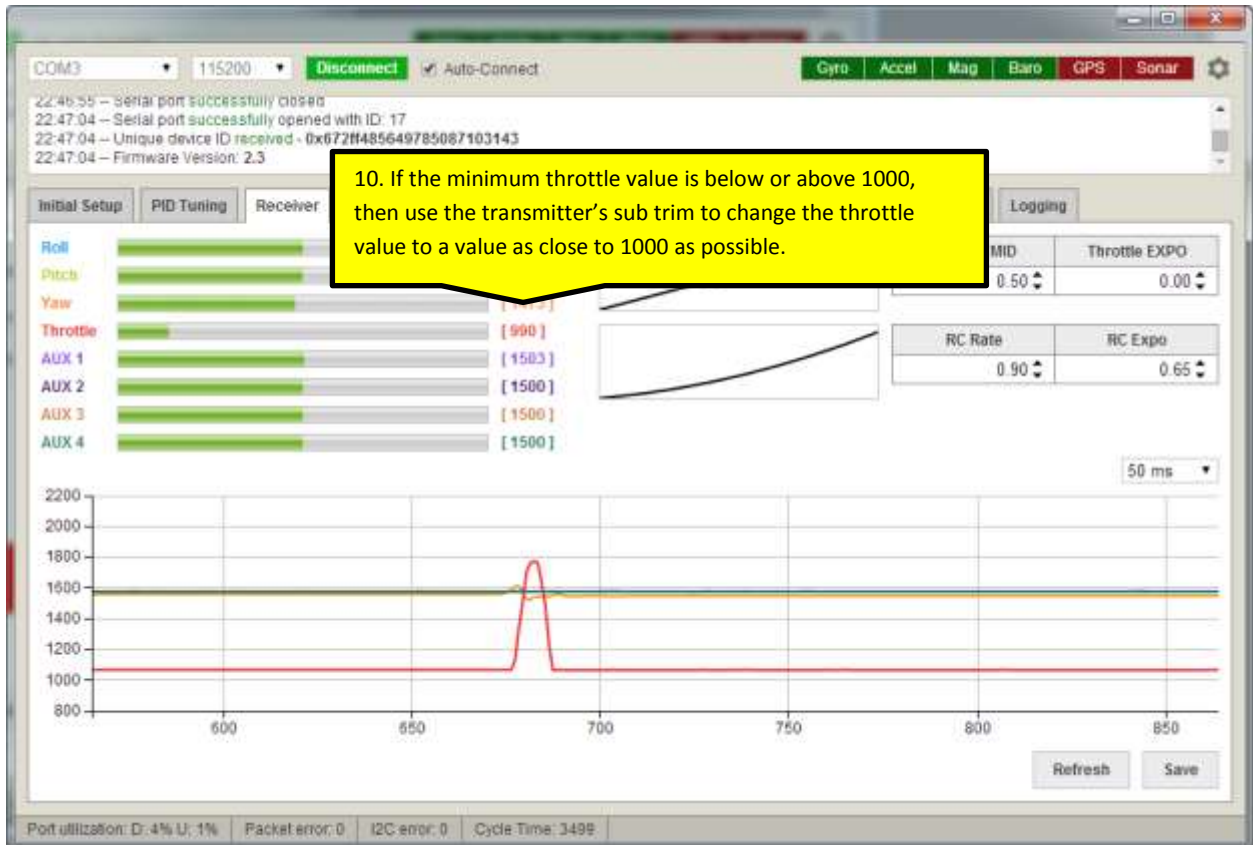 COM3 115200 Disconnect Auto-Connect Gyro Accel Mag Baro GPS Sonar
22:46:55 -- Serial port successfully closed
22:47:04 -- Serial port successfully opened with ID: 17
22:47:04 -- Unique device ID received - 0x672ff485649785087103143
22:47:04 -- Firmware Version: 2.3
10. If the minimum throttle value is below or above 1000,
then use the transmitter’s sub trim to change the throttle
value to a value as close to 1000 as possible.
Initial Setup PID Tuning Receiver Logging
Roll
Pitch
Yaw
Throttle [ 990 ]
AUX 1 [ 1503 ]
AUX 2 [ 1500 ]
AUX 3 [ 1500 ]
AUX 4 [ 1500 ]
MID Throttle EXPO
0.50 0.00
RC Rate RC Expo
0.90 0.65
50 ms
2200
2000
1800
1600
1400
1200
1000
800
600 650 700 750 800 850
Refresh Save
Port utilization: D: 4% U: 1% Packet error: 0 I2C error: 0 Cycle Time: 3499